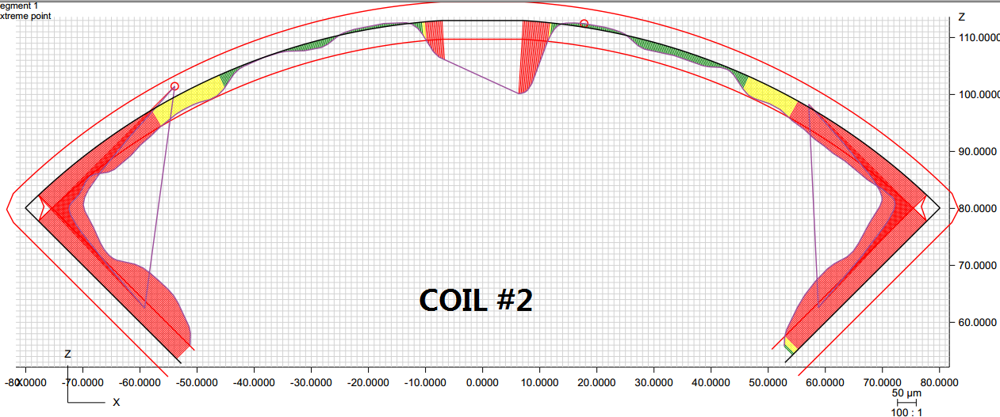 egment 1
xtreme point
Z
110.0000
100.0000
90.0000
80.0000
70.0000
60.0000
COIL #2
Z
X
-80.0000 -70.0000 -60.0000 -50.0000 -40.0000 -30.0000 -20.0000 -10.0000 0.0000 10.0000 20.0000 30.0000 40.0000 50.0000 60.0000 70.0000 80.0000
X
50 µm
100 : 1